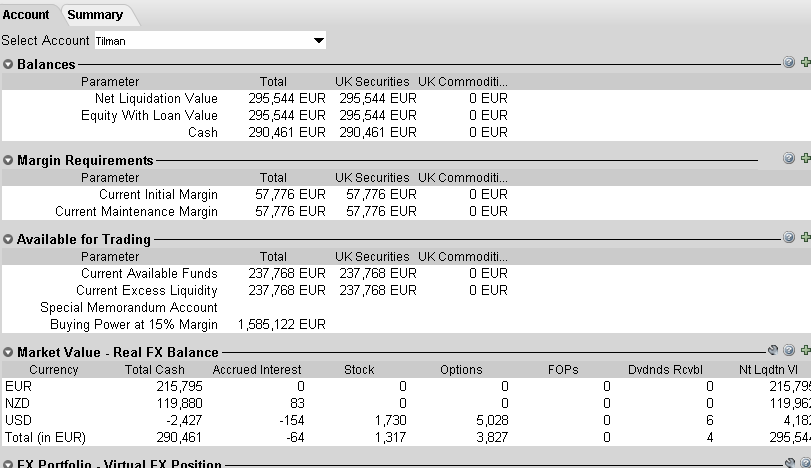 Account Summary
Select Account Tilman
Balances
Parameter Total UK Securities UK Commoditi...
Net Liquidation Value 295,544 EUR 295,544 EUR 0 EUR
Equity With Loan Value 295,544 EUR 295,544 EUR 0 EUR
Cash 290,461 EUR 290,461 EUR 0 EUR
Margin Requirements
Parameter Total UK Securities UK Commoditi...
Current Initial Margin 57,776 EUR 57,776 EUR 0 EUR
Current Maintenance Margin 57,776 EUR 57,776 EUR 0 EUR
Available for Trading
Parameter Total UK Securities UK Commoditi...
Current Available Funds 237,768 EUR 237,768 EUR 0 EUR
Current Excess Liquidity 237,768 EUR 237,768 EUR 0 EUR
Special Memorandum Account
Buying Power at 15% Margin 1,585,122 EUR
Market Value - Real FX Balance
Currency Total Cash Accrued Interest Stock Options FOPs Dvdnds Rcvbl Nt Lqdtn Vl
EUR 215,795 0 0 0 0 0 215,795
NZD 119,880 83 0 0 0 0 119,962
USD -2,427 -154 1,730 5,028 0 6 4,182
Total (in EUR) 290,461 -64 1,317 3,827 0 4 295,544
FX Portfolio - Virtual FX Position